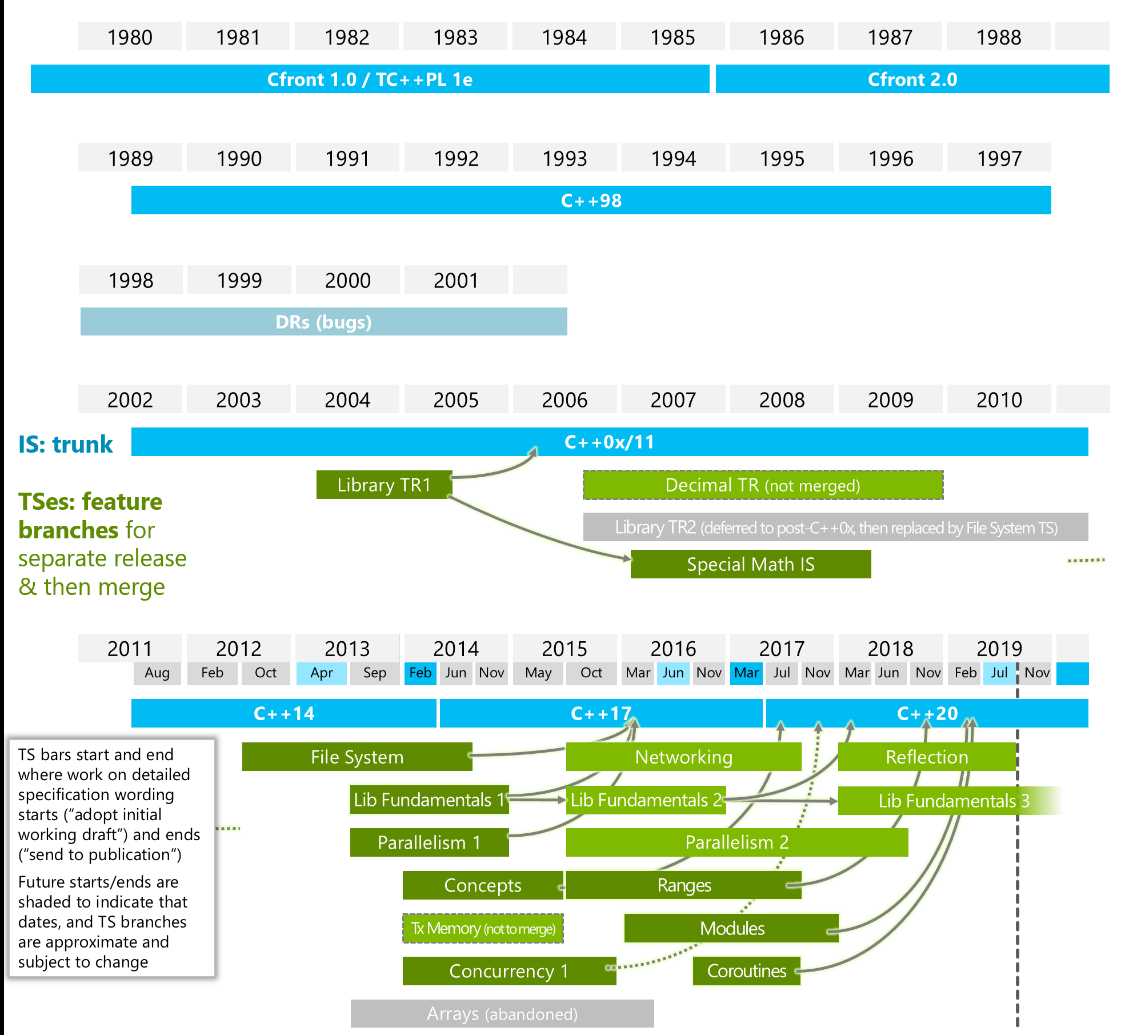 1980 1981 1982 1983 1984 1985 1986 1987 1988
Cfront 1.0 / TC++PL 1e Cfront 2.0
1989 1990 1991 1992 1993 1994 1995 1996 1997
C++98
1998 1999 2000 2001
DRs (bugs)
2002 2003 2004 2005 2006 2007 2008 2009 2010
IS: trunk
C++0x/11
TSes: feature
branches for
separate release
& then merge
Library TR1 Decimal TR (not merged)
Library TR2 (deferred to post-C++0x, then replaced by File System TS)
Special Math IS
2011 2012 2013 2014 2015 2016 2017 2018 2019
Aug Feb Oct Apr Sep Feb Jun Nov May Oct Mar Jun Nov Mar Jul Nov Mar Jun Nov Feb Jul Nov
C++14 C++17 C++20
TS bars start and end
where work on detailed
specification wording
starts ("adopt initial
working draft") and ends
("send to publication")
Future starts/ends are
shaded to indicate that
dates, and TS branches
are approximate and
subject to change
File System Networking Reflection
Lib Fundamentals 1 Lib Fundamentals 2 Lib Fundamentals 3
Parallelism 1 Parallelism 2
Concepts Ranges
Tx Memory (not to merge) Modules
Concurrency 1 Coroutines
Arrays (abandoned)